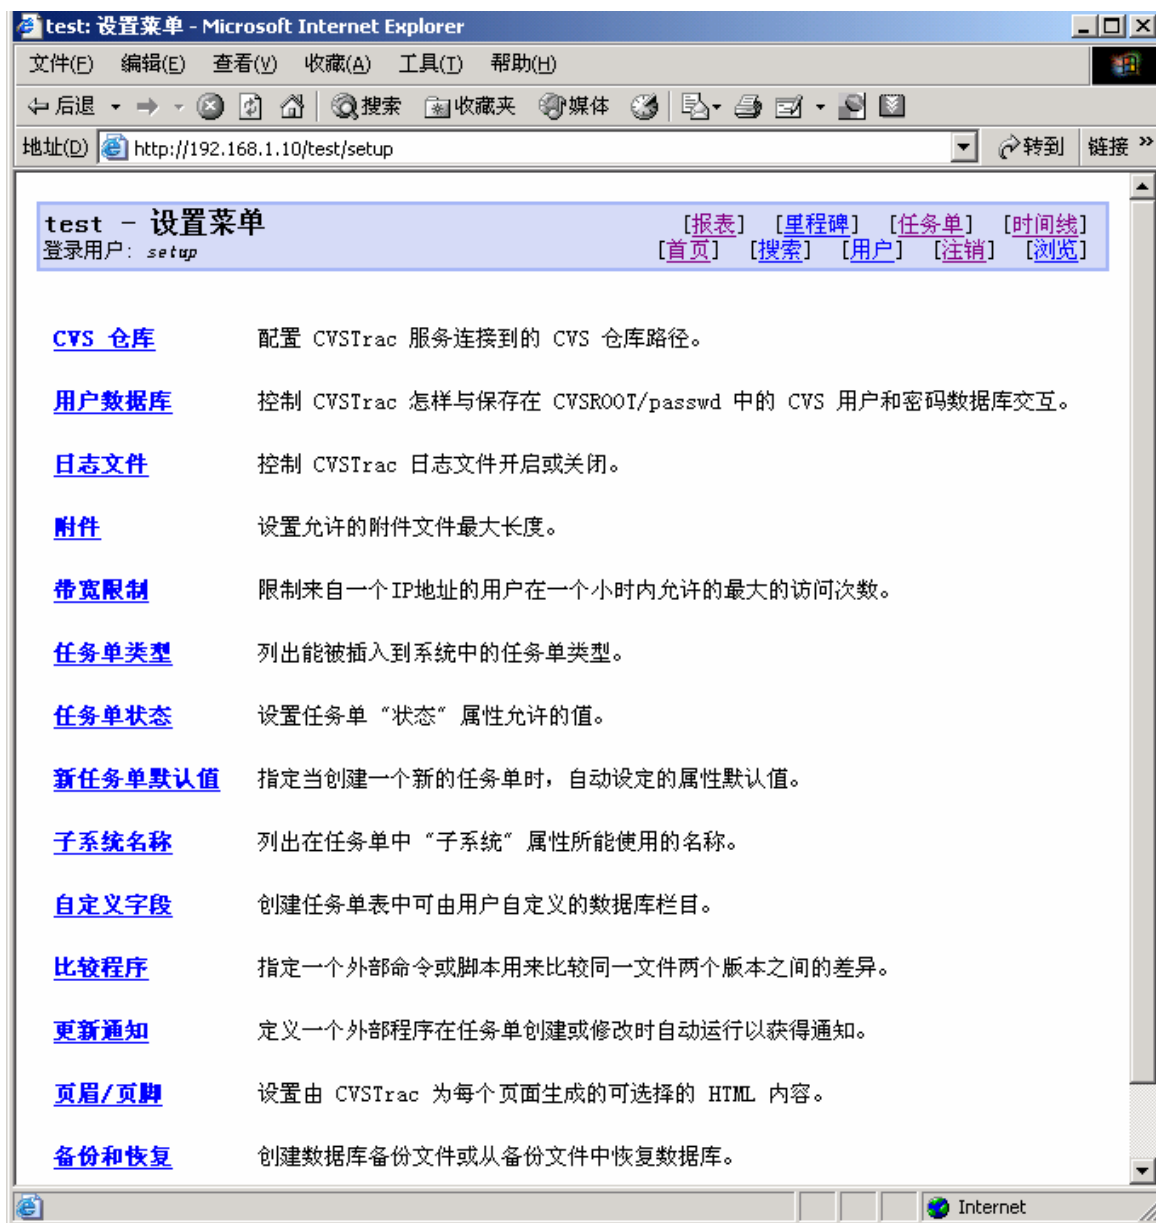 test: 设置菜单 - Microsoft Internet Explorer
文件(F) 编辑(E) 查看(V) 收藏(A) 工具(T) 帮助(H)
后退 搜索 收藏夹 媒体
地址(D) http://192.168.1.10/test/setup 转到 链接 »
test - 设置菜单 [报表] [里程碑] [任务单] [时间线]
登录用户: setup [首页] [搜索] [用户] [注销] [浏览]
CVS 仓库 配置 CVSTrac 服务连接到的 CVS 仓库路径。
用户数据库 控制 CVSTrac 怎样与保存在 CVSROOT/passwd 中的 CVS 用户和密码数据库交互。
日志文件 控制 CVSTrac 日志文件开启或关闭。
附件 设置允许的附件文件最大长度。
带宽限制 限制来自一个IP地址的用户在一个小时内允许的最大的访问次数。
任务单类型 列出能被插入到系统中的任务单类型。
任务单状态 设置任务单 “状态” 属性允许的值。
新任务单默认值 指定当创建一个新的任务单时，自动设定的属性默认值。
子系统名称 列出在任务单中 “子系统” 属性所能使用的名称。
自定义字段 创建任务单表中可由用户自定义的数据库栏目。
比较程序 指定一个外部命令或脚本用来比较同一文件两个版本之间的差异。
更新通知 定义一个外部程序在任务单创建或修改时自动运行以获得通知。
页眉/页脚 设置由 CVSTrac 为每个页面生成的可选择的 HTML 内容。
备份和恢复 创建数据库备份文件或从备份文件中恢复数据库。
Internet